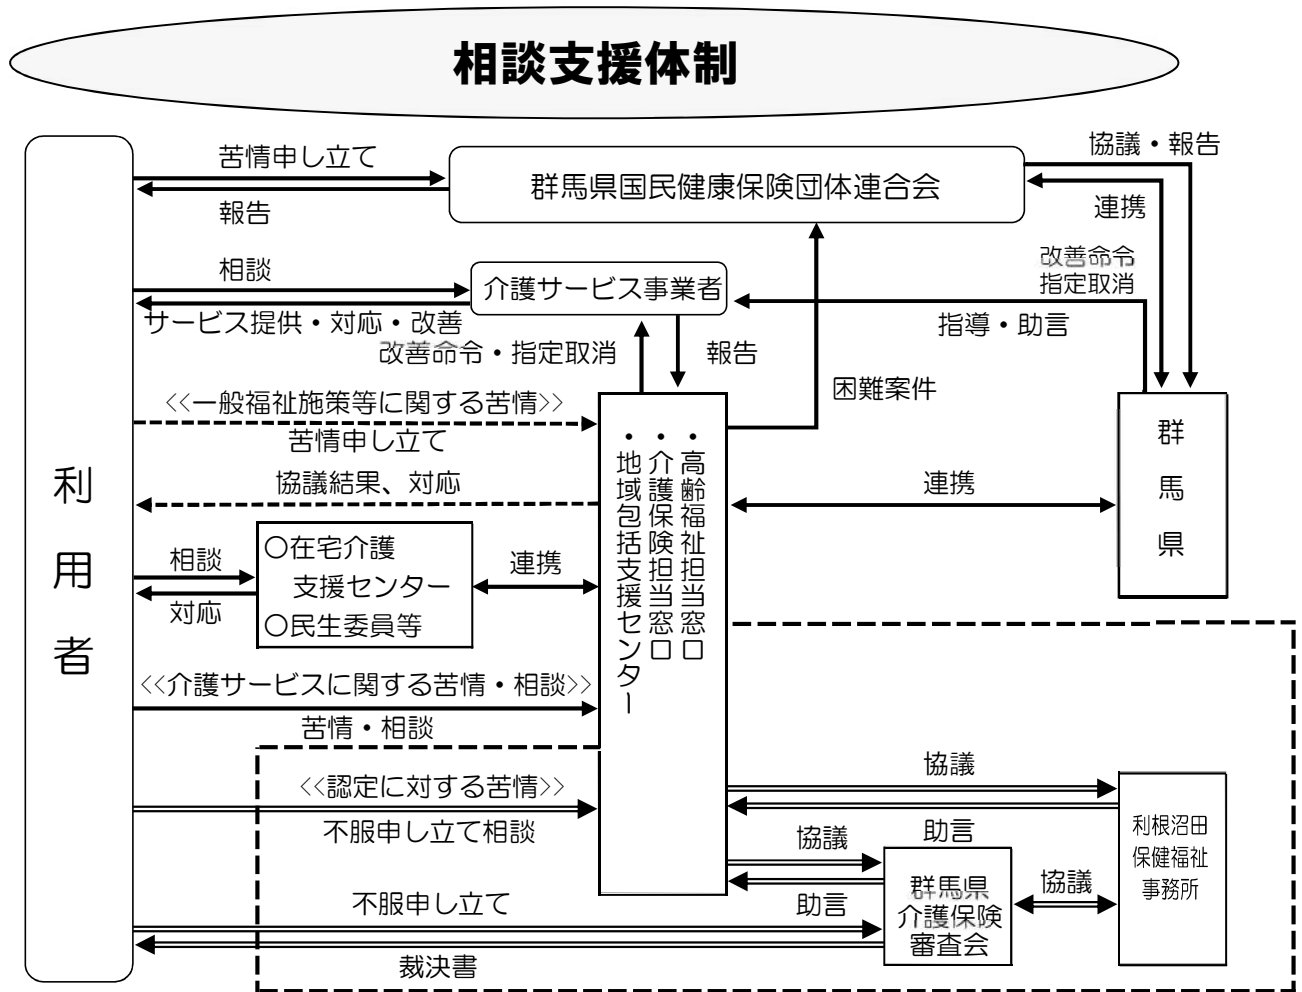 相談支援体制
苦情申し立て
群馬県国民健康保険団体連合会
協議・報告
報告
連携
相談
介護サービス事業者
改善命令
指定取消
サービス提供・対応・改善
指導・助言
改善命令・指定取消
報告
困難案件
<<一般福祉施策等に関する苦情>>
苦情申し立て
協議結果、対応
利用者
・高齢福祉担当窓口
・介護保険担当窓口
・地域包括支援センター
連携
群馬県
相談
対応
〇在宅介護
支援センター
〇民生委員等
連携
<<介護サービスに関する苦情・相談>>
苦情・相談
<<認定に対する苦情>>
不服申し立て相談
協議
助言
利根沼田
保健福祉
事務所
協議
助言
群馬県
介護保険
審査会
協議
不服申し立て
裁決書